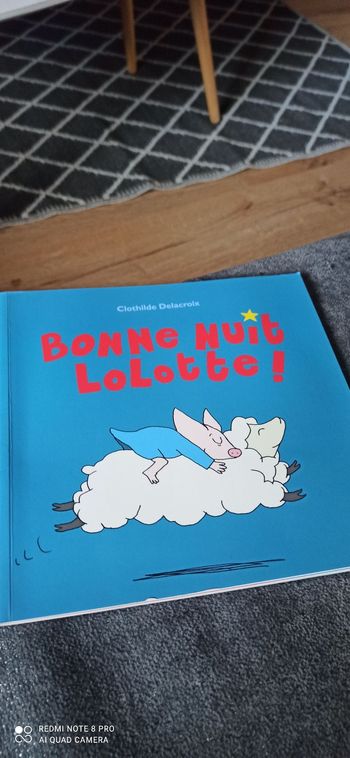 Clothilde Delacroix
BONNE NUiT
LOLOTTE !
REDMI NOTE 8 PRO
AI QUAD CAMERA